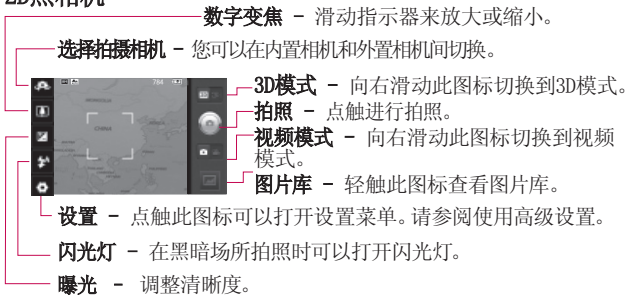 2D照相机
数字变焦 - 滑动指示器来放大或缩小。
选择拍摄相机 - 您可以在内置相机和外置相机间切换。
3D模式 - 向右滑动此图标切换到3D模式。
拍照 - 点触进行拍照。
视频模式 - 向右滑动此图标切换到视频
模式。
图片库 - 轻触此图标查看图片库。
784
CHINA
设置 - 点触此图标可以打开设置菜单。请参阅使用高级设置。
闪光灯 - 在黑暗场所拍照时可以打开闪光灯。
曝光 - 调整清晰度。